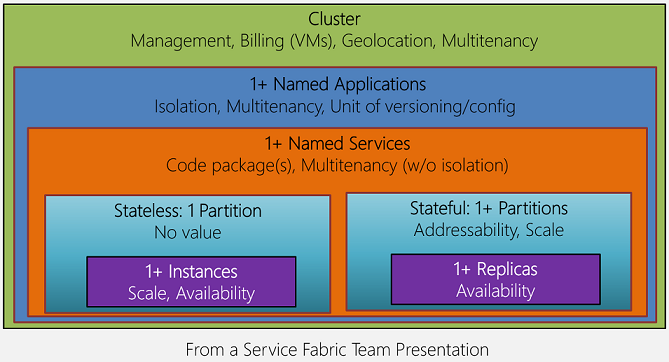 Cluster
Management, Billing (VMs), Geolocation, Multitenancy
1+ Named Applications
Isolation, Multitenancy, Unit of versioning/config
1+ Named Services
Code package(s), Multitenancy (w/o isolation)
Stateless: 1 Partition
No value
1+ Instances
Scale, Availability
Stateful: 1+ Partitions
Addressability, Scale
1+ Replicas
Availability
From a Service Fabric Team Presentation